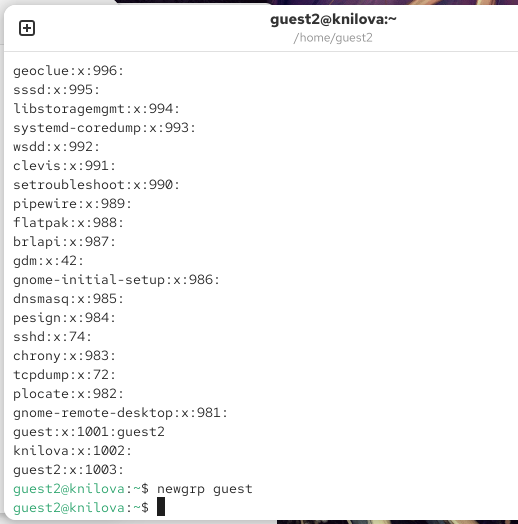 guest2@knilova:~
/home/guest2
geoclue:x:996:
sssd:x:995:
libstoragemgmt:x:994:
systemd-coredump:x:993:
wsdd:x:992:
clevis:x:991:
setroubleshoot:x:990:
pipewire:x:989:
flatpak:x:988:
brlapi:x:987:
gdm:x:42:
gnome-initial-setup:x:986:
dnsmasq:x:985:
pesign:x:984:
sshd:x:74:
chrony:x:983:
tcpdump:x:72:
plocate:x:982:
gnome-remote-desktop:x:981:
guest:x:1001:guest2
knilova:x:1002:
guest2:x:1003:
guest2@knilova:~$ newgrp guest
guest2@knilova:~$